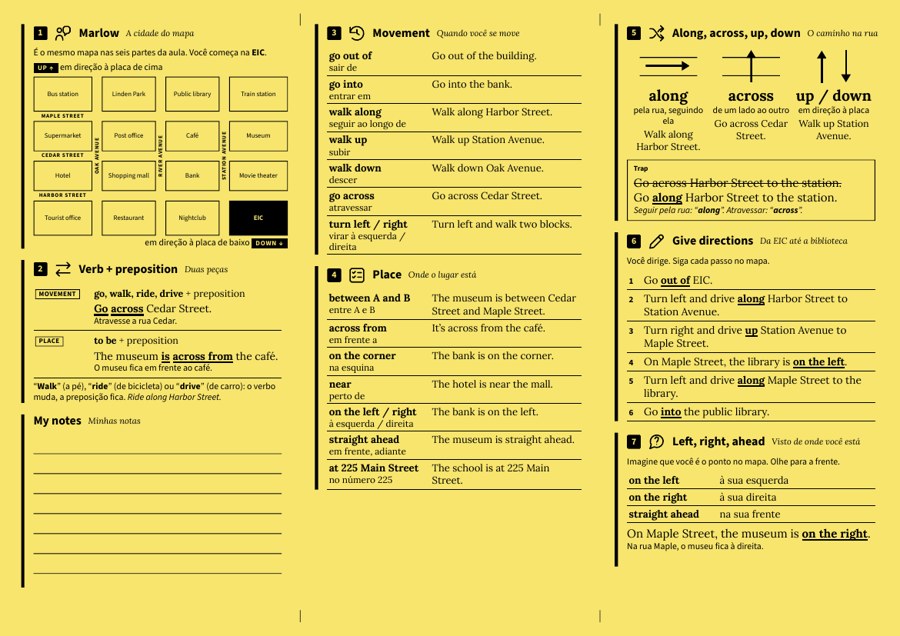 1 Marlow A cidade do mapa
É o mesmo mapa nas seis partes da aula. Você começa na EIC.
UP ↑ em direção à placa de cima
Bus station Linden Park Public library Train station
MAPLE STREET
Supermarket Post office Café Museum
CEDAR STREET
OAK AVENUE
RIVER AVENUE
STATION AVENUE
Hotel Shopping mall Bank Movie theater
HARBOR STREET
Tourist office Restaurant Nightclub EIC
em direção à placa de baixo DOWN ↓
2 Verb + preposition Duas peças
MOVEMENT go, walk, ride, drive + preposition
Go across Cedar Street.
Atravesse a rua Cedar.
PLACE to be + preposition
The museum is across from the café.
O museu fica em frente ao café.
"Walk" (a pé), "ride" (de bicicleta) ou "drive" (de carro): o verbo
muda, a preposição fica. Ride along Harbor Street.
My notes Minhas notas
3 Movement Quando você se move
go out of Go out of the building.
sair de
go into Go into the bank.
entrar em
walk along Walk along Harbor Street.
seguir ao longo de
walk up Walk up Station Avenue.
subir
walk down Walk down Oak Avenue.
descer
go across Go across Cedar Street.
atravessar
turn left / right Turn left and walk two blocks.
virar à esquerda /
direita
4 Place Onde o lugar está
between A and B The museum is between Cedar
entre A e B Street and Maple Street.
across from It's across from the café.
em frente a
on the corner The bank is on the corner.
na esquina
near The hotel is near the mall.
perto de
on the left / right The bank is on the left.
à esquerda / direita
straight ahead The museum is straight ahead.
em frente, adiante
at 225 Main Street The school is at 225 Main
no número 225 Street.
5 Along, across, up, down O caminho na rua
along across up / down
pela rua, seguindo de um lado ao outro em direção à placa
ela Go across Cedar Walk up Station
Walk along Street. Avenue.
Harbor Street.
Trap
Go across Harbor Street to the station.
Go along Harbor Street to the station.
Seguir pela rua: "along". Atravessar: "across".
6 Give directions Da EIC até a biblioteca
Você dirige. Siga cada passo no mapa.
1 Go out of EIC.
2 Turn left and drive along Harbor Street to
Station Avenue.
3 Turn right and drive up Station Avenue to
Maple Street.
4 On Maple Street, the library is on the left.
5 Turn left and drive along Maple Street to the
library.
6 Go into the public library.
7 Left, right, ahead Visto de onde você está
Imagine que você é o ponto no mapa. Olhe para a frente.
on the left à sua esquerda
on the right à sua direita
straight ahead na sua frente
On Maple Street, the museum is on the right.
Na rua Maple, o museu fica à direita.